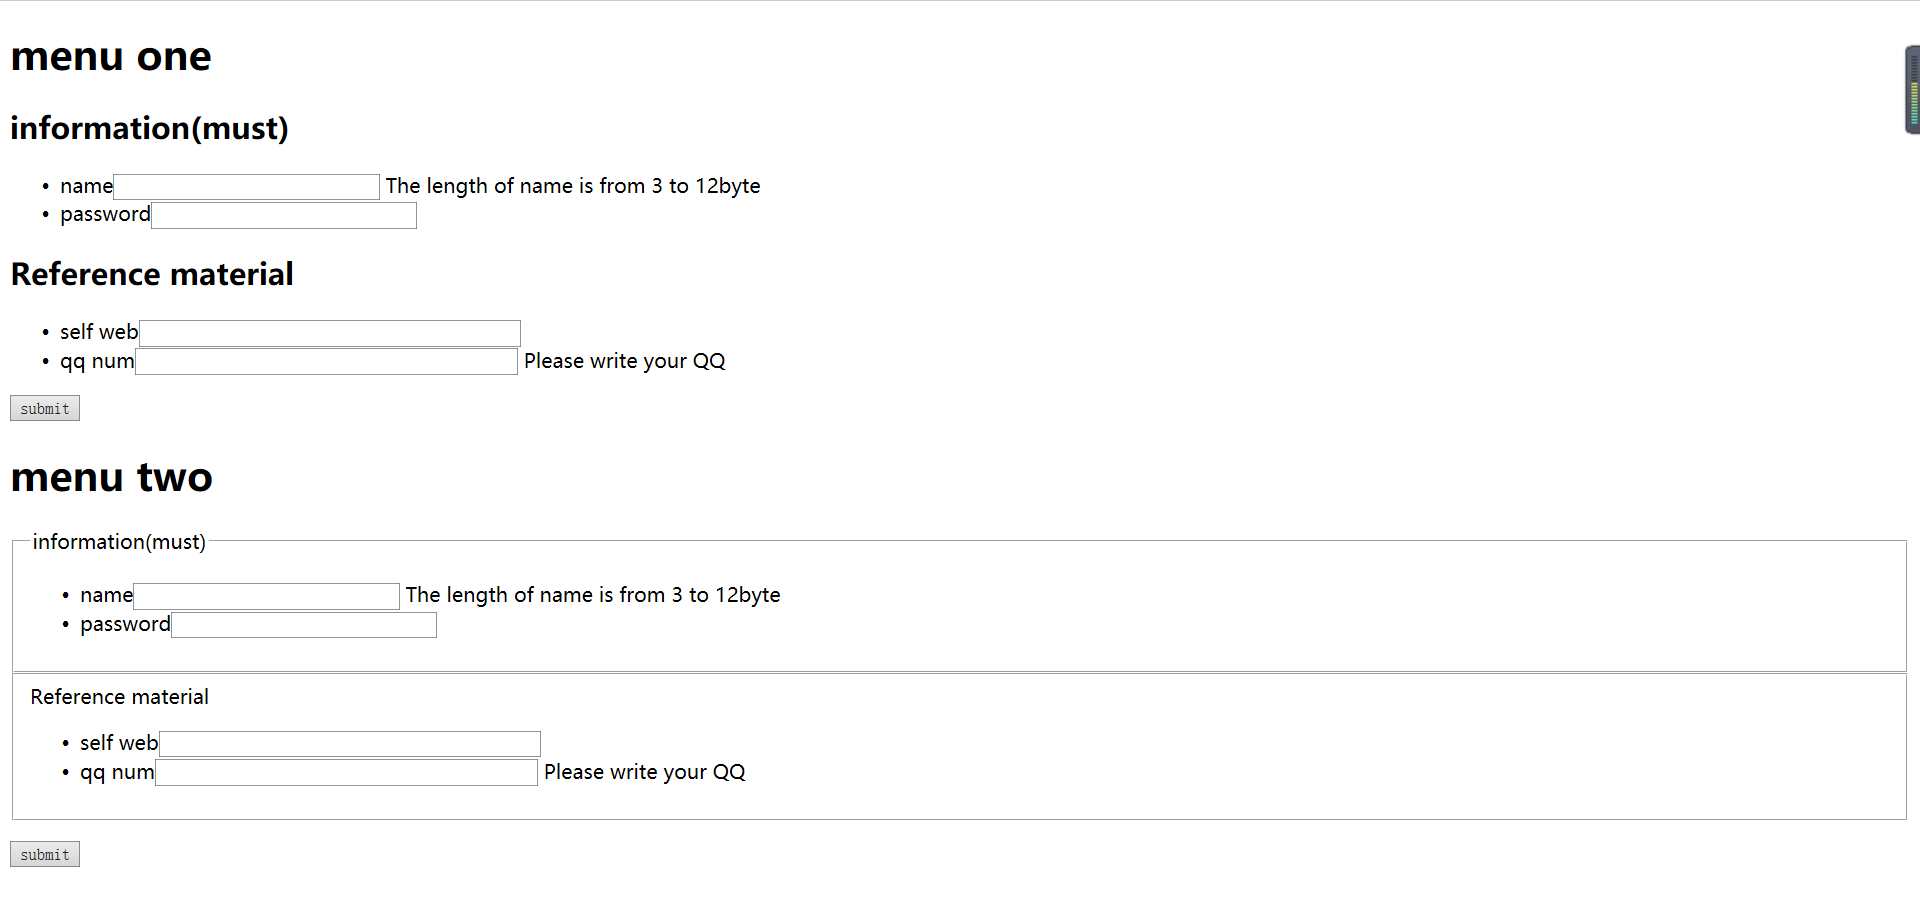 menu one
information(must)
• name The length of name is from 3 to 12byte
• password
Reference material
• self web
• qq num Please write your QQ
submit
menu two
information(must)
• name The length of name is from 3 to 12byte
• password
Reference material
• self web
• qq num Please write your QQ
submit